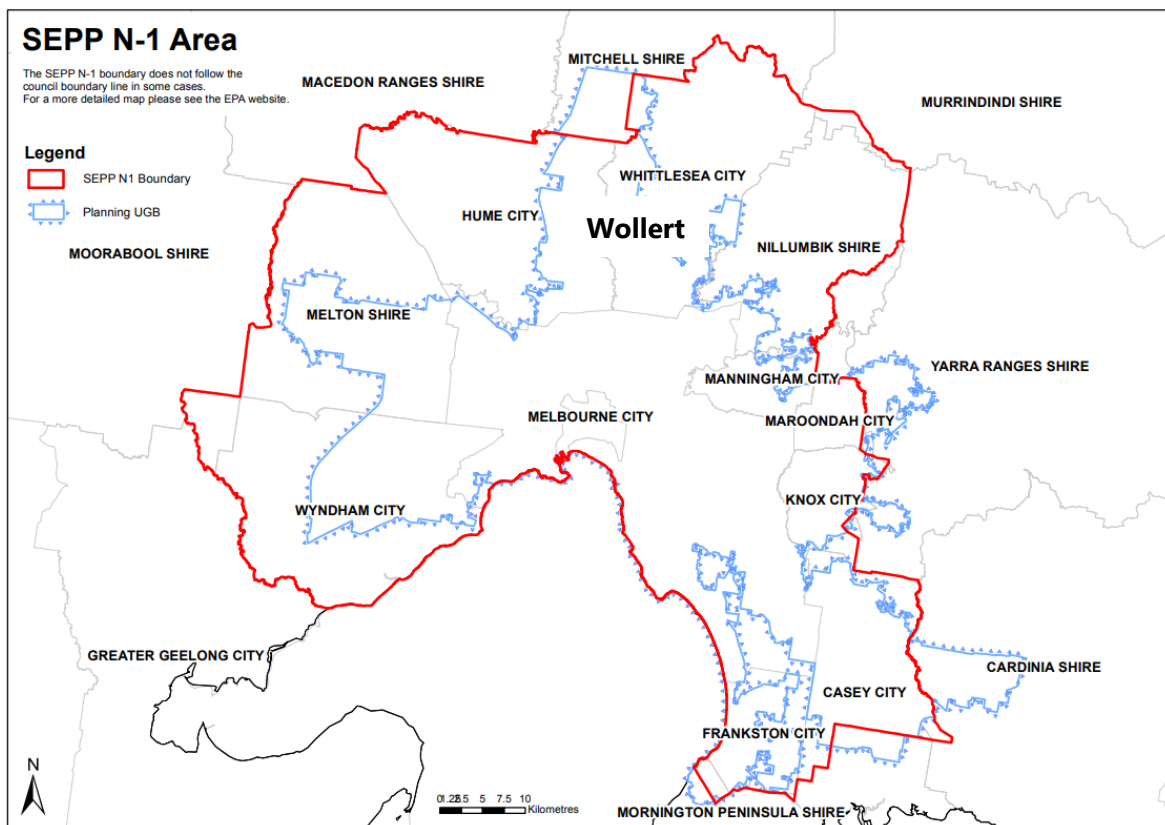 SEPP N-1 Area
The SEPP N-1 boundary does not follow the
council boundary line in some cases.
For a more detailed map please see the EPA website.
Legend
SEPP N1 Boundary
Planning UGB
MITCHELL SHIRE
MACEDON RANGES SHIRE
MURRINDINDI SHIRE
WHITTLESEA CITY
HUME CITY
Wollert
NILLUMBIK SHIRE
MOORABOOL SHIRE
MELTON SHIRE
YARRA RANGES SHIRE
MANNINGHAM CITY
MELBOURNE CITY
MAROONDAH CITY
KNOX CITY
WYNDHAM CITY
GREATER GEELONG CITY
CARDINIA SHIRE
CASEY CITY
FRANKSTON CITY
N
5 7.5 10
Kilometres
MORNINGTON PENINSULA SHIRE